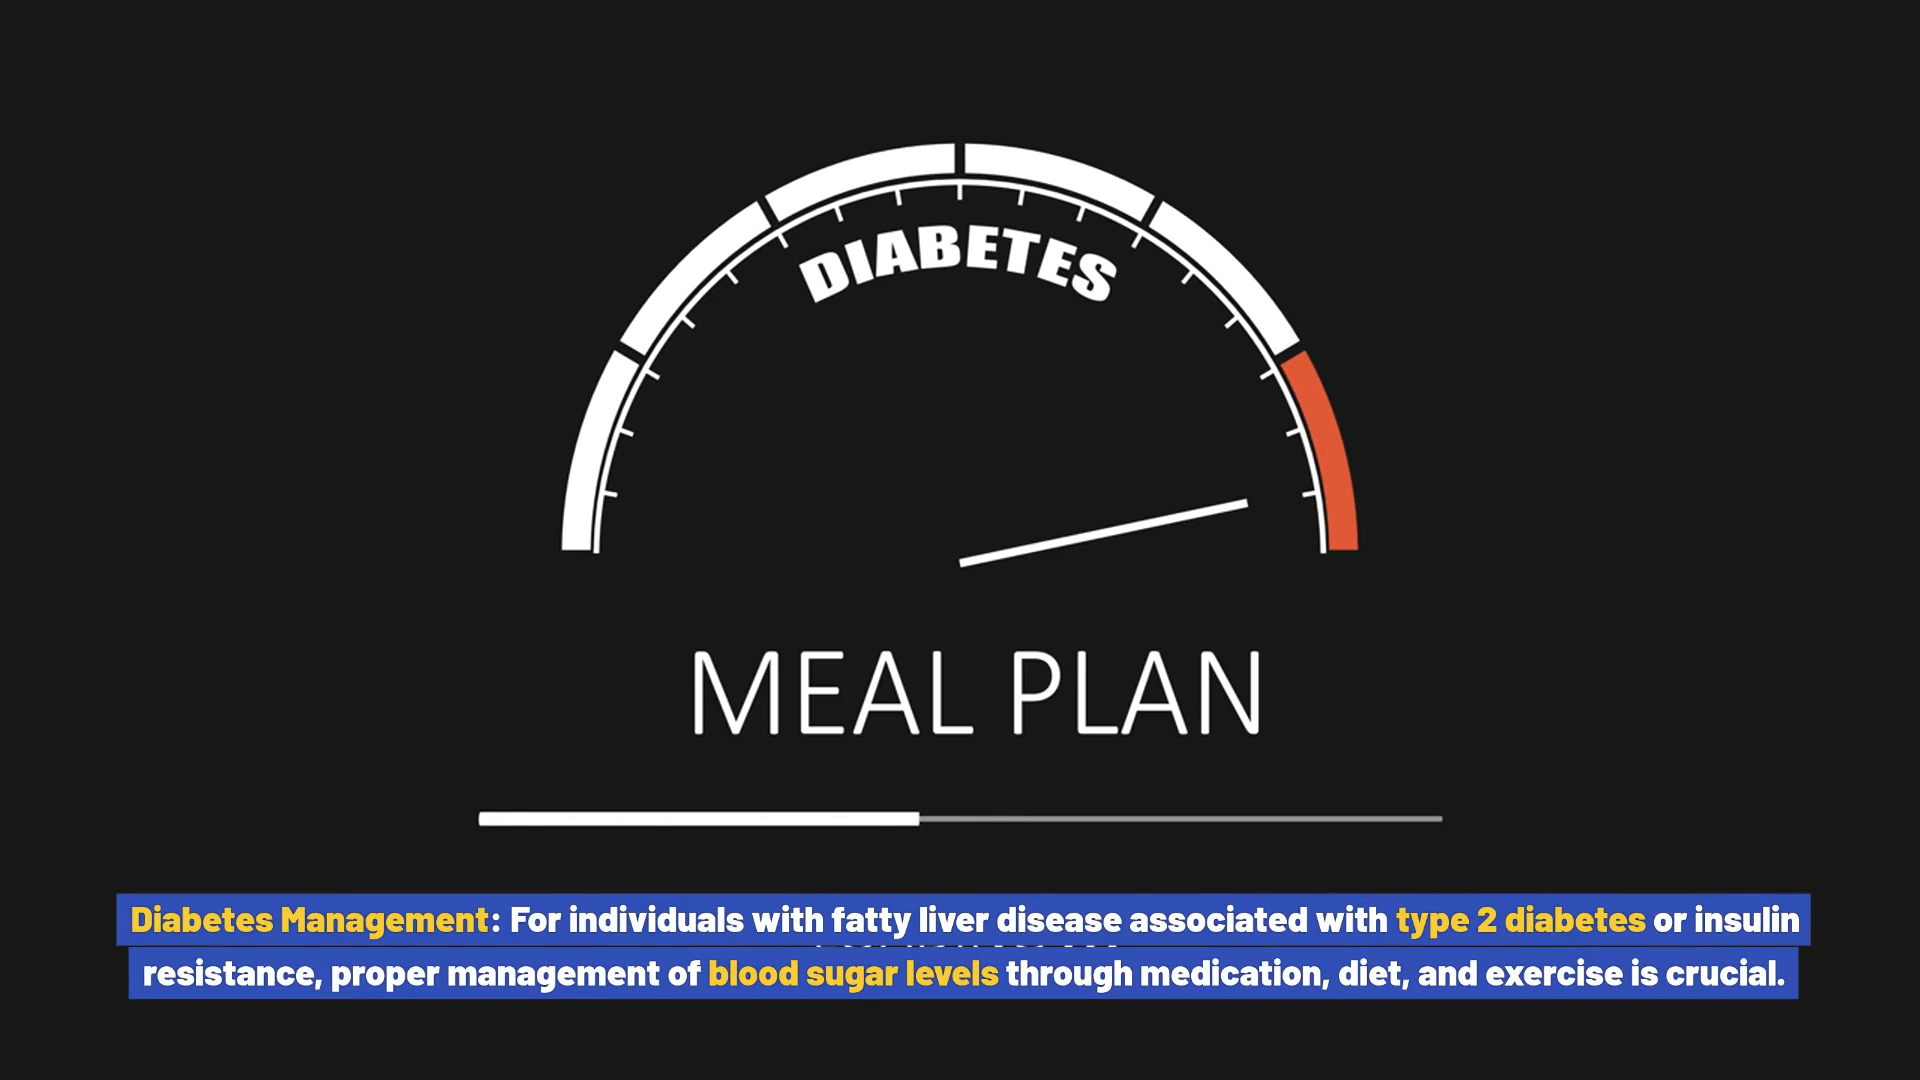 DIABETES
MEAL PLAN
Diabetes Management: For individuals with fatty liver disease associated with type 2 diabetes or insulin
resistance, proper management of blood sugar levels through medication, diet, and exercise is crucial.